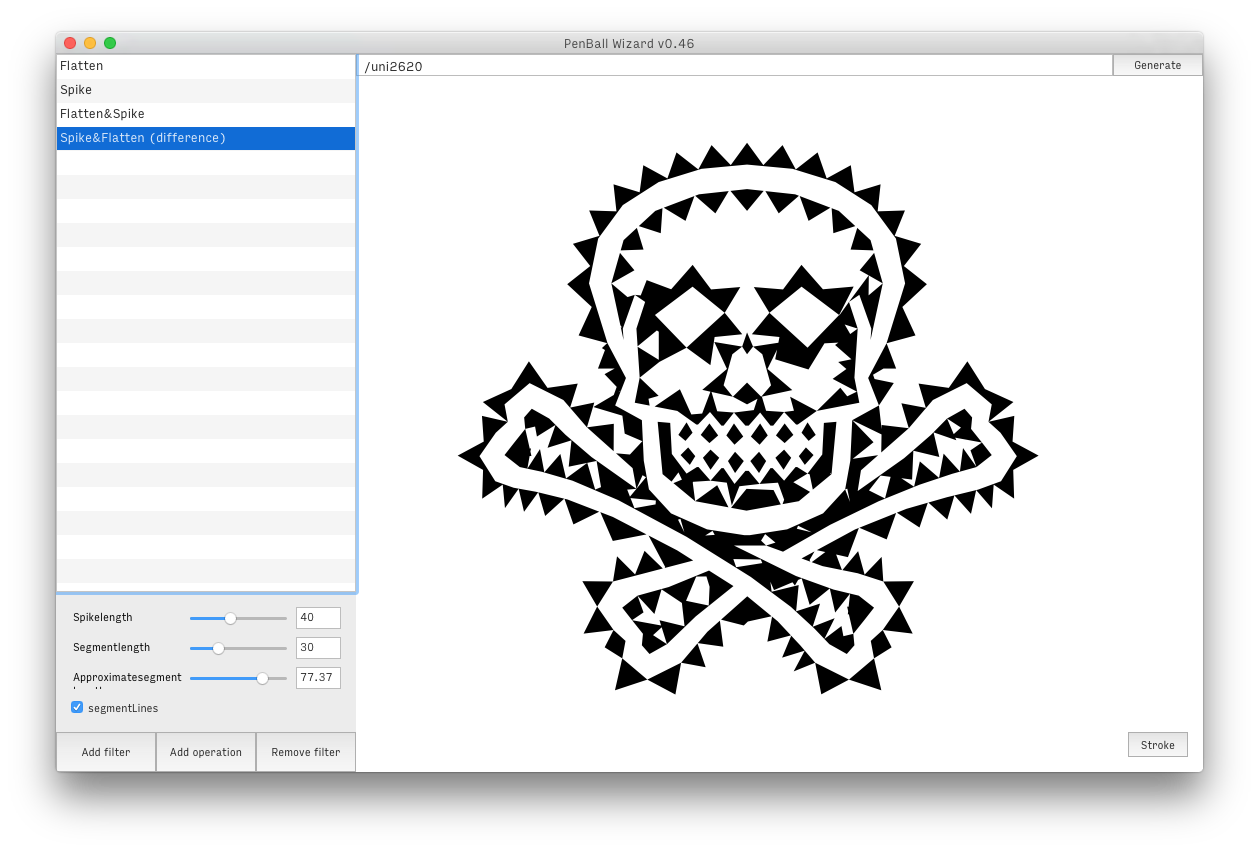 PenBall Wizard v0.46
Flatten
/uni2620
Generate
Spike
Flatten&Spike
Spike&Flatten (difference)
Spikelength
40
Segmentlength
30
Approximatesegment
77.37
segmentLines
Add filter
Add operation
Remove filter
Stroke